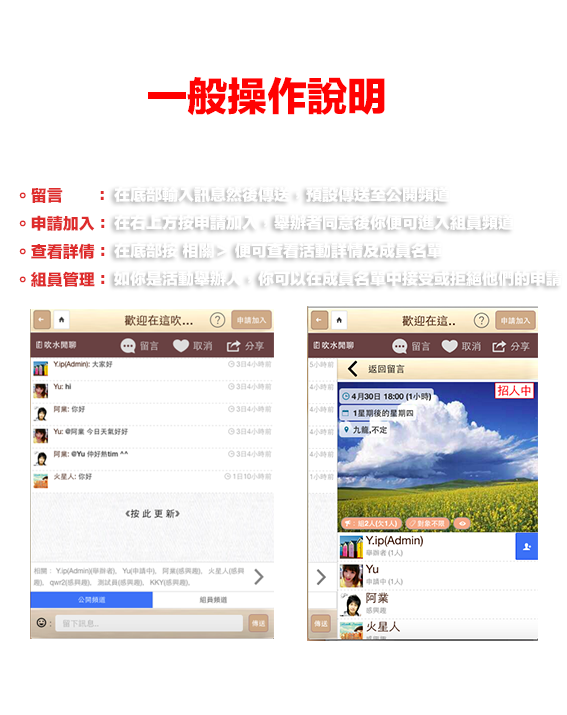 一般操作說明
留言 : 在底部輸入訊息然後傳送,預設傳送至公開頻道
申請加入 : 在右上方按申請加入,舉辦者同意後你便可進入組員頻道
查看詳情 : 在底部按 相關 > 便可查看活動詳情及成員名單
組員管理 : 如你是活動舉辦人,你可以在成員名單中接受或拒絕他們的申請
歡迎在這吹... ? 申請加入
吹水閒聊 留言 取消 分享
Y.ip(Admin): 大家好 3日4小時前
Yu: hi 3日4小時前
阿業: 你好 3日4小時前
Yu: @阿業 今日天氣好好 3日4小時前
阿業: @Yu 仲好熱tim ^^ 3日4小時前
火星人: 你好 1日10小時前
《按 此 更 新》
相關: Y.ip(Admin)(舉辦者), Yu(申請中), 阿業(感興趣), 火星人(感興
趣), qwr2(感興趣), 測試員(感興趣), KKY(感興趣),
公開頻道 組員頻道
: 留下訊息.. 傳送
歡迎在這.. ? 申請加入
吹水閒聊 留言 取消 分享
5小時前
4小時前
4小時前
4小時前
4小時前
1小時前
返回留言
4月30日 18:00 (1小時)
招人中
1星期後的星期四
九龍,不定
:追2人(欠1人) 對象不限
Y.ip(Admin)
舉辦者 (1人)
Yu
申請中 (1人)
阿業
感興趣
火星人
感興趣
傳送